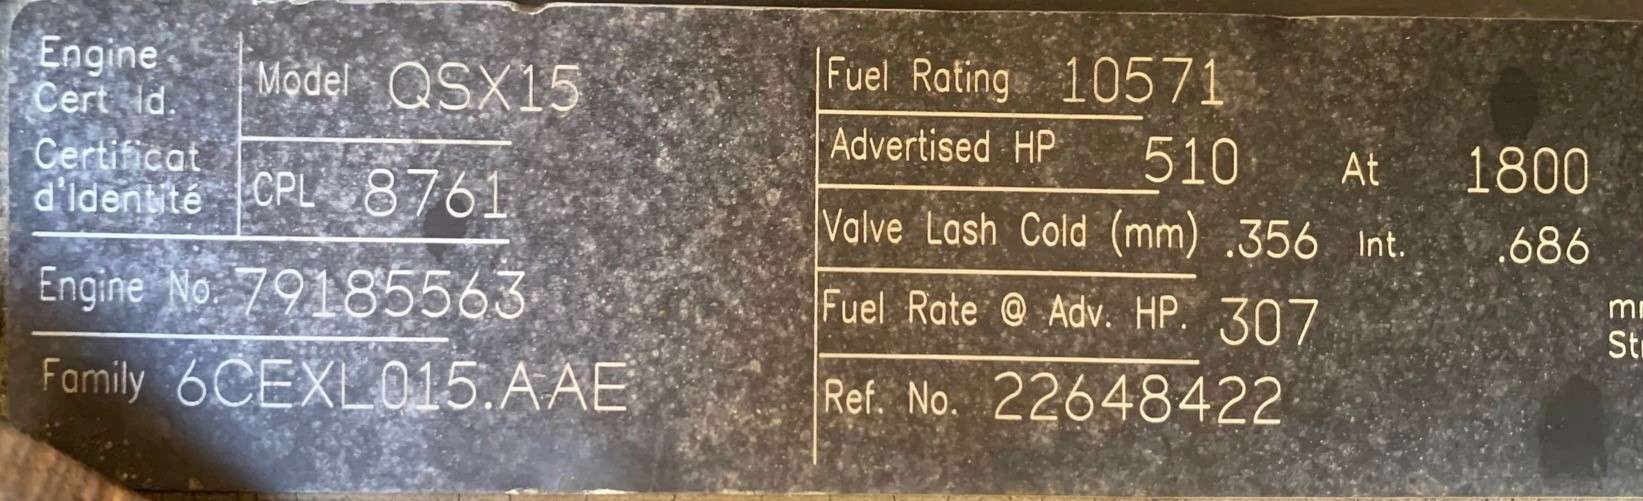 Engine
Cert Id.
Certificat
d'Identité
Model QSX15
CPL 8761
Engine No. 79185563
Family 6CEXL015.AAE
Fuel Rating 10571
Advertised HP 510 At 1800
Valve Lash Cold (mm) .356 Int. .686
Fuel Rate @ Adv. HP. 307
Ref. No. 22648422